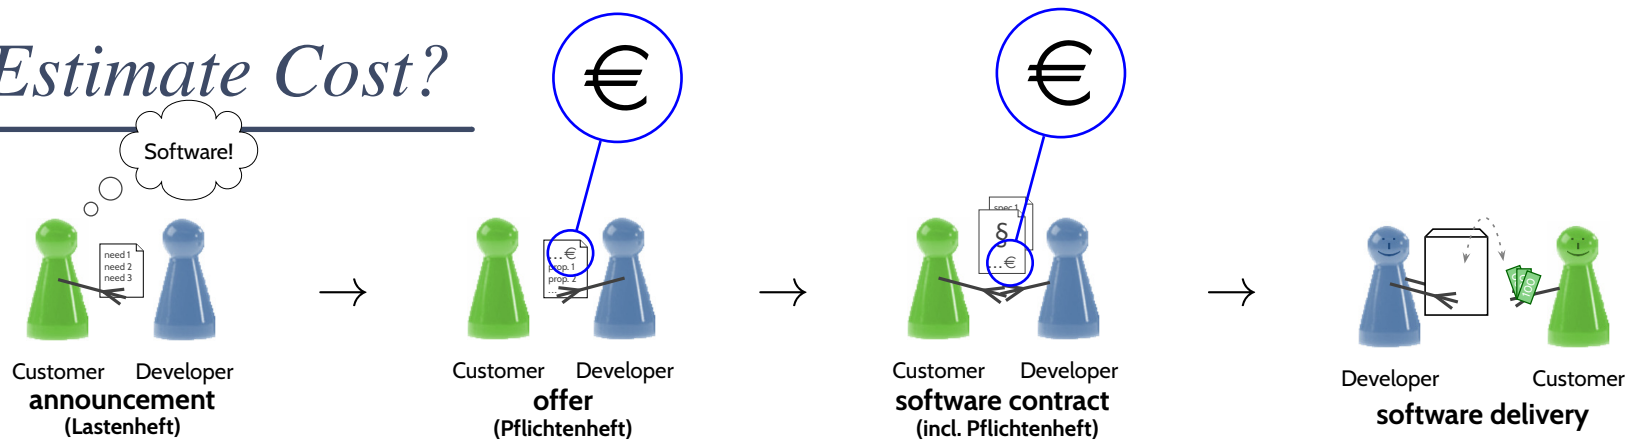 Estimate Cost?
Software!
need 1
need 2
need 3
...
Customer Developer
announcement
(Lastenheft)
→
€
...€
prop. 1
prop. 2
...
Customer Developer
offer
(Pflichtenheft)
→
€
spec 1
§
...€
Customer Developer
software contract
(incl. Pflichtenheft)
→
100
Developer Customer
software delivery